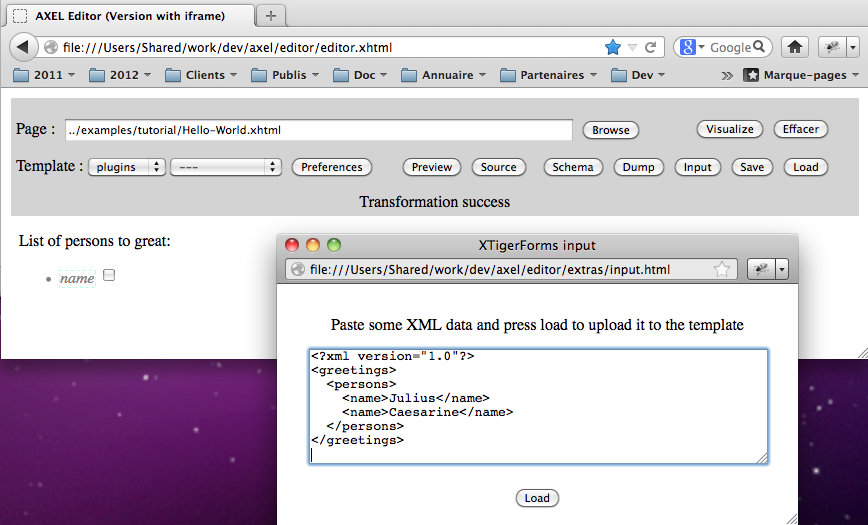 AXEL Editor (Version with iframe)
file:///Users/Shared/work/dev/axel/editor/editor.xhtml
Google
2011 2012 Clients Publis Doc Annuaire Partenaires Dev » Marque-pages
Page : ../examples/tutorial/Hello-World.xhtml Browse Visualize Effacer
Template : plugins --- Preferences Preview Source Schema Dump Input Save Load
Transformation success
List of persons to great:
• name
XTigerForms input
file:///Users/Shared/work/dev/axel/editor/extras/input.html
Paste some XML data and press load to upload it to the template
<?xml version="1.0"?>
<greetings>
  <persons>
    <name>Julius</name>
    <name>Caesarine</name>
  </persons>
</greetings>
Load